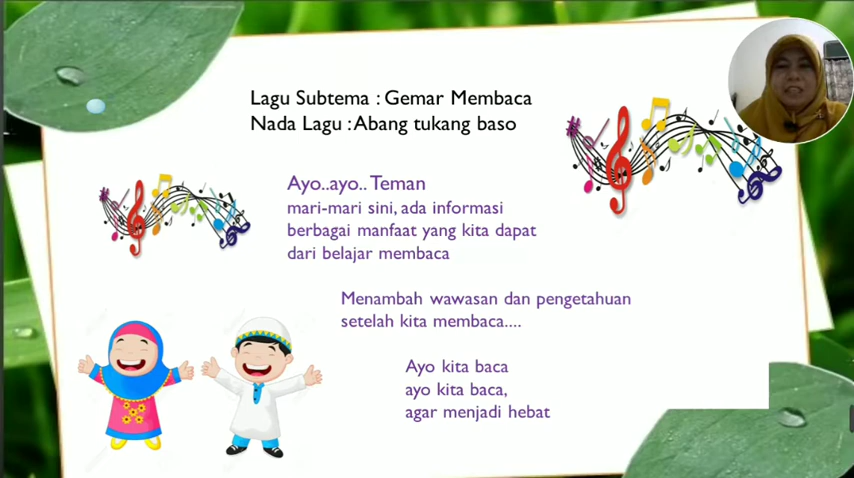 Lagu Subtema : Gemar Membaca
Nada Lagu : Abang tukang baso
Ayo..ayo.. Teman
mari-mari sini, ada informasi
berbagai manfaat yang kita dapat
dari belajar membaca
Menambah wawasan dan pengetahuan
setelah kita membaca....
Ayo kita baca
ayo kita baca,
agar menjadi hebat